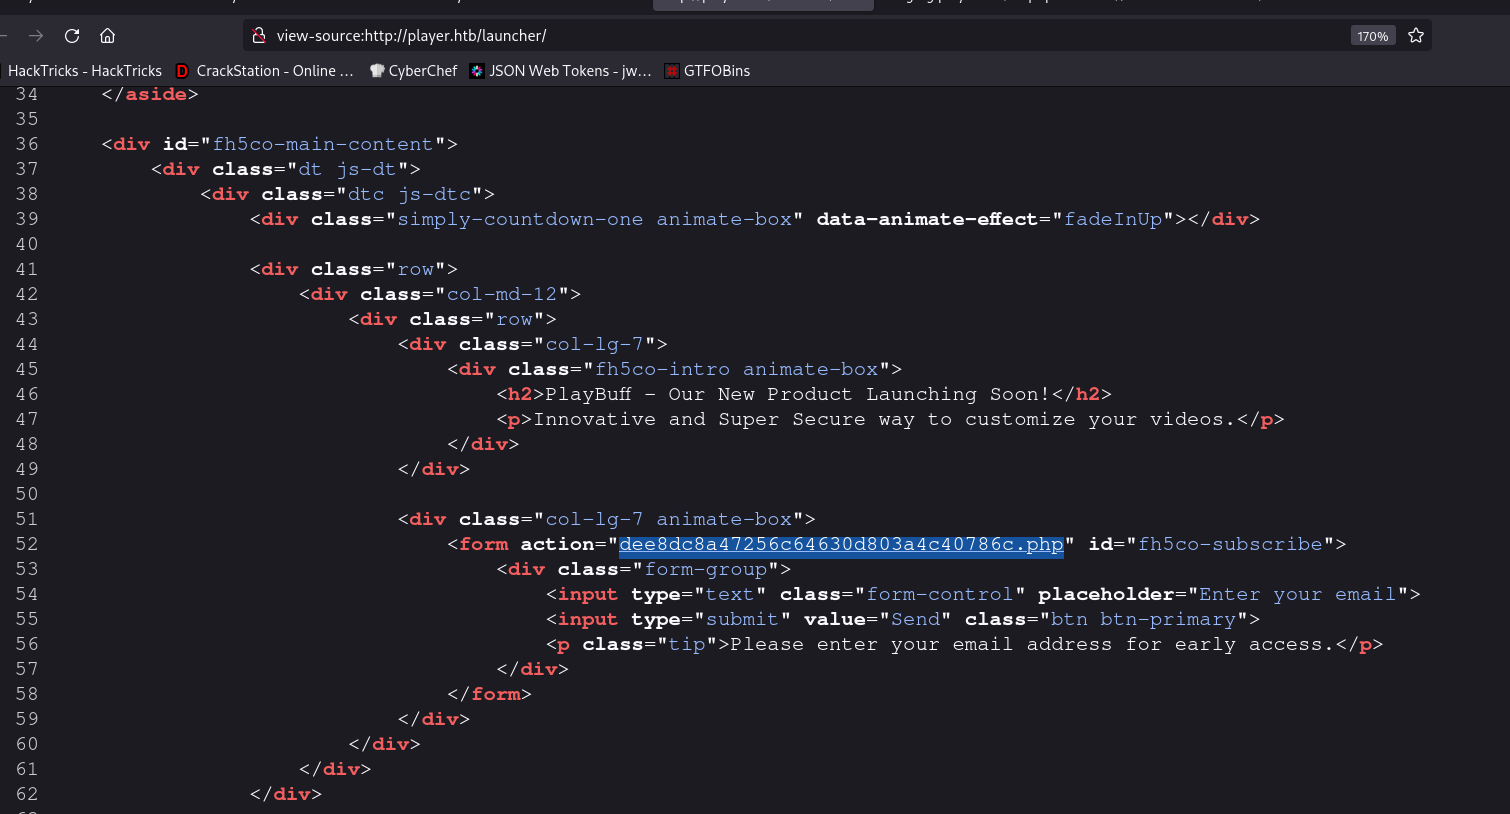 view-source:http://player.htb/launcher/
170%
HackTricks - HackTricks
CrackStation - Online ...
CyberChef
JSON Web Tokens - jw...
GTFOBins
34 </aside>
35
36 <div id="fh5co-main-content">
37 <div class="dt js-dt">
38 <div class="dtc js-dtc">
39 <div class="simply-countdown-one animate-box" data-animate-effect="fadeInUp"></div>
40
41 <div class="row">
42 <div class="col-md-12">
43 <div class="row">
44 <div class="col-lg-7">
45 <div class="fh5co-intro animate-box">
46 <h2>PlayBuff - Our New Product Launching Soon!</h2>
47 <p>Innovative and Super Secure way to customize your videos.</p>
48 </div>
49 </div>
50
51 <div class="col-lg-7 animate-box">
52 <form action="dee8dc8a47256c64630d803a4c40786c.php" id="fh5co-subscribe">
53 <div class="form-group">
54 <input type="text" class="form-control" placeholder="Enter your email">
55 <input type="submit" value="Send" class="btn btn-primary">
56 <p class="tip">Please enter your email address for early access.</p>
57 </div>
58 </form>
59 </div>
60 </div>
61 </div>
62 </div>